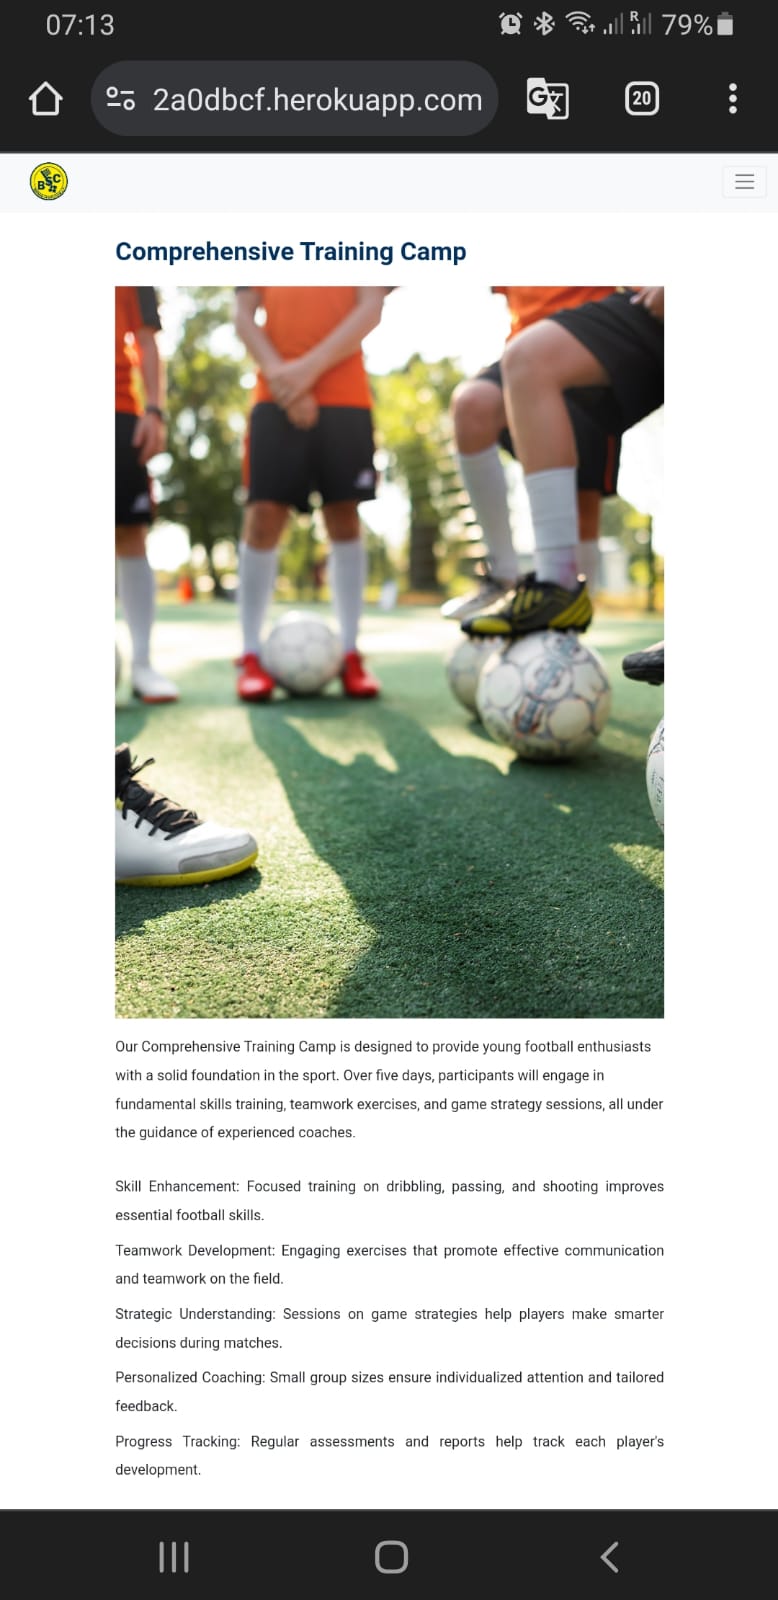 07:13
R
79%
2a0dbcf.herokuapp.com
G
20
BSC
Comprehensive Training Camp
Our Comprehensive Training Camp is designed to provide young football enthusiasts
with a solid foundation in the sport. Over five days, participants will engage in
fundamental skills training, teamwork exercises, and game strategy sessions, all under
the guidance of experienced coaches.
Skill Enhancement: Focused training on dribbling, passing, and shooting improves
essential football skills.
Teamwork Development: Engaging exercises that promote effective communication
and teamwork on the field.
Strategic Understanding: Sessions on game strategies help players make smarter
decisions during matches.
Personalized Coaching: Small group sizes ensure individualized attention and tailored
feedback.
Progress Tracking: Regular assessments and reports help track each player's
development.